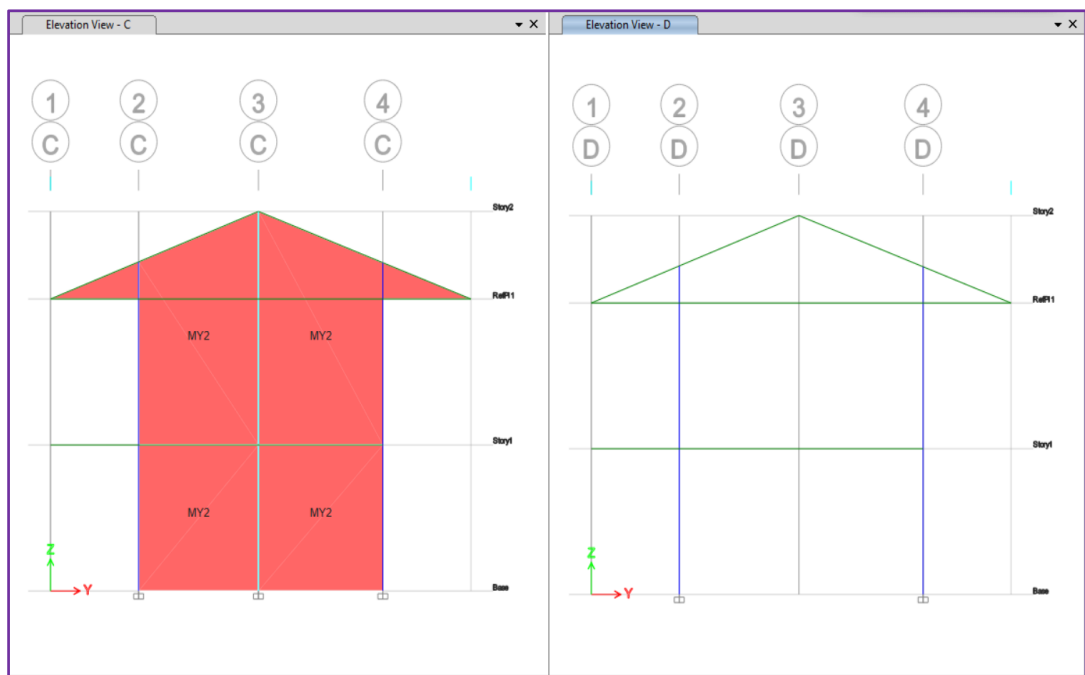 Elevation View - C
1 2 3 4
C C C C
Story2
RefPl1
MY2 MY2
Story1
MY2 MY2
Z
Y
Base
Elevation View - D
1 2 3 4
D D D D
Story2
RefPl1
Story1
Z
Y
Base